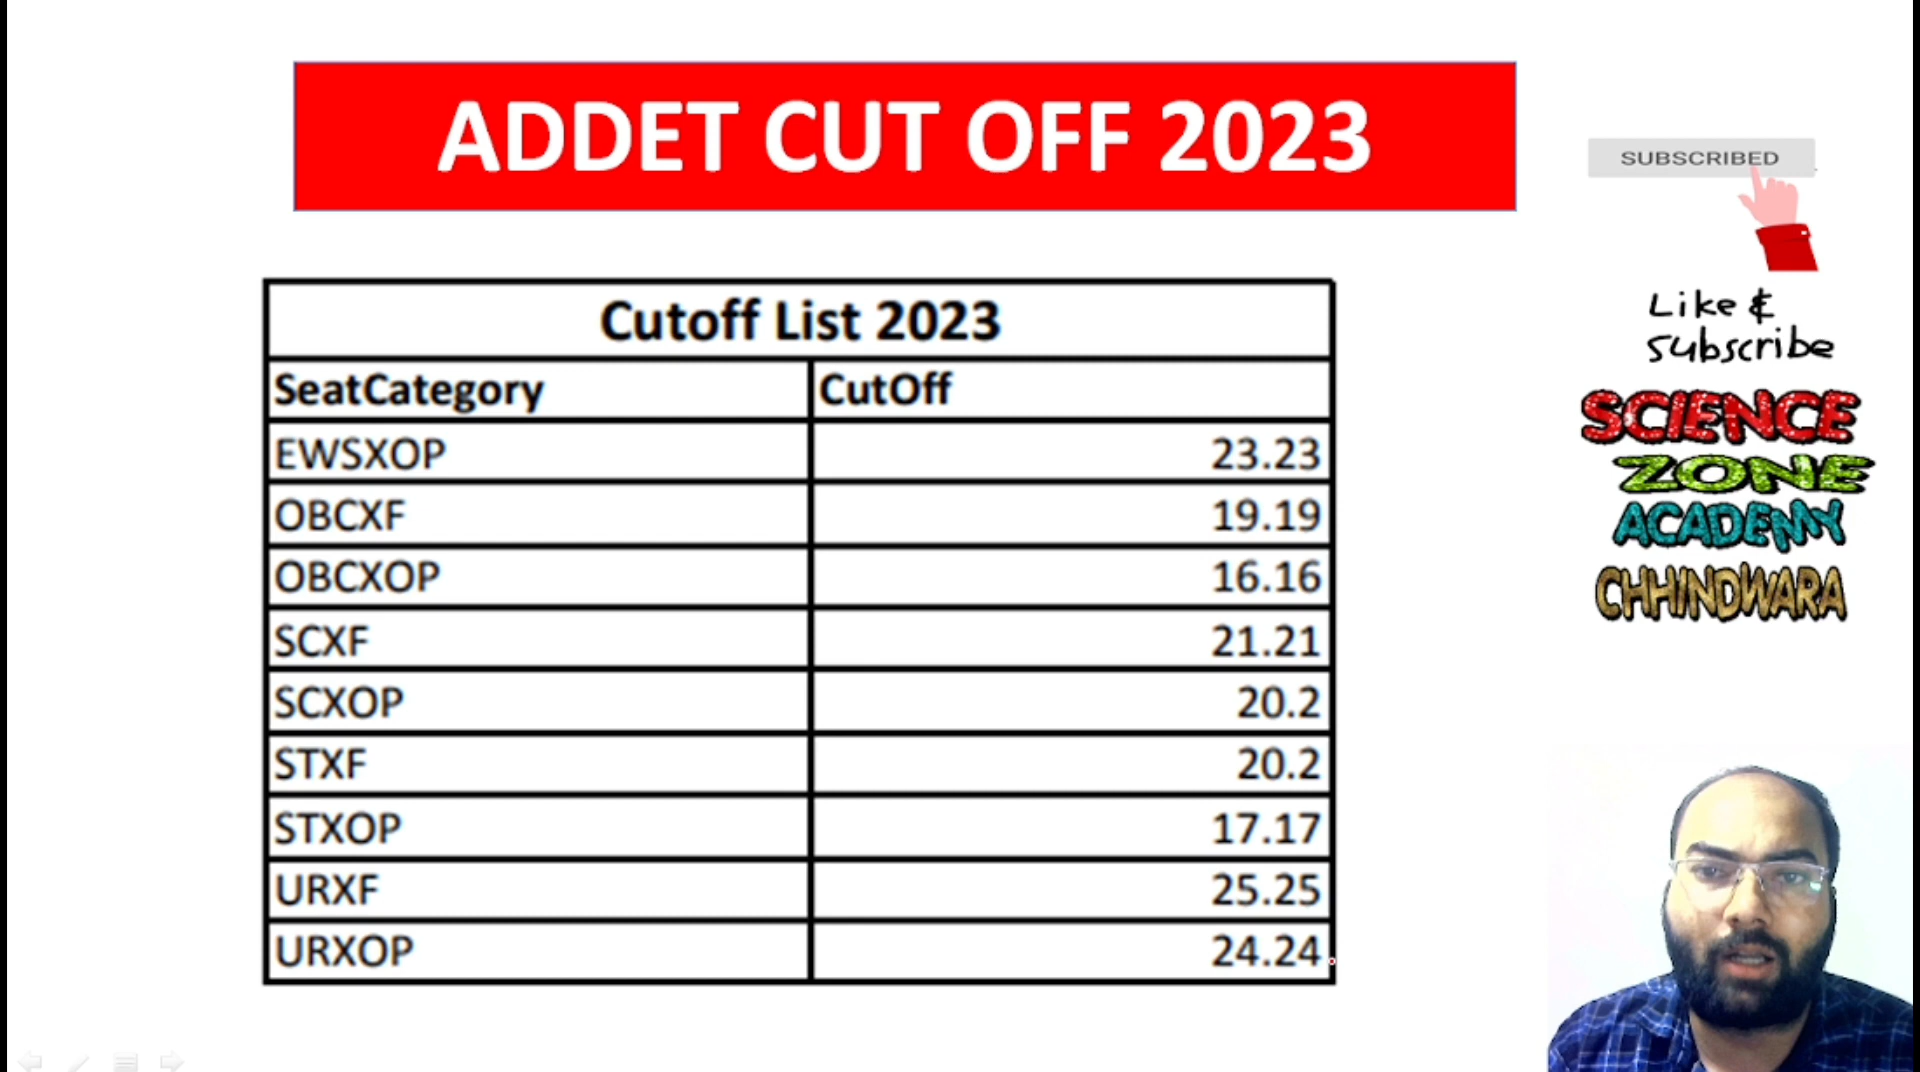 ADDET CUT OFF 2023
SUBSCRIBED
Like &
Subscribe
SCIENCE
ZONE
ACADEMY
CHHINDWARA
Cutoff List 2023
SeatCategory CutOff
EWSXOP 23.23
OBCXF 19.19
OBCXOP 16.16
SCXF 21.21
SCXOP 20.2
STXF 20.2
STXOP 17.17
URXF 25.25
URXOP 24.24